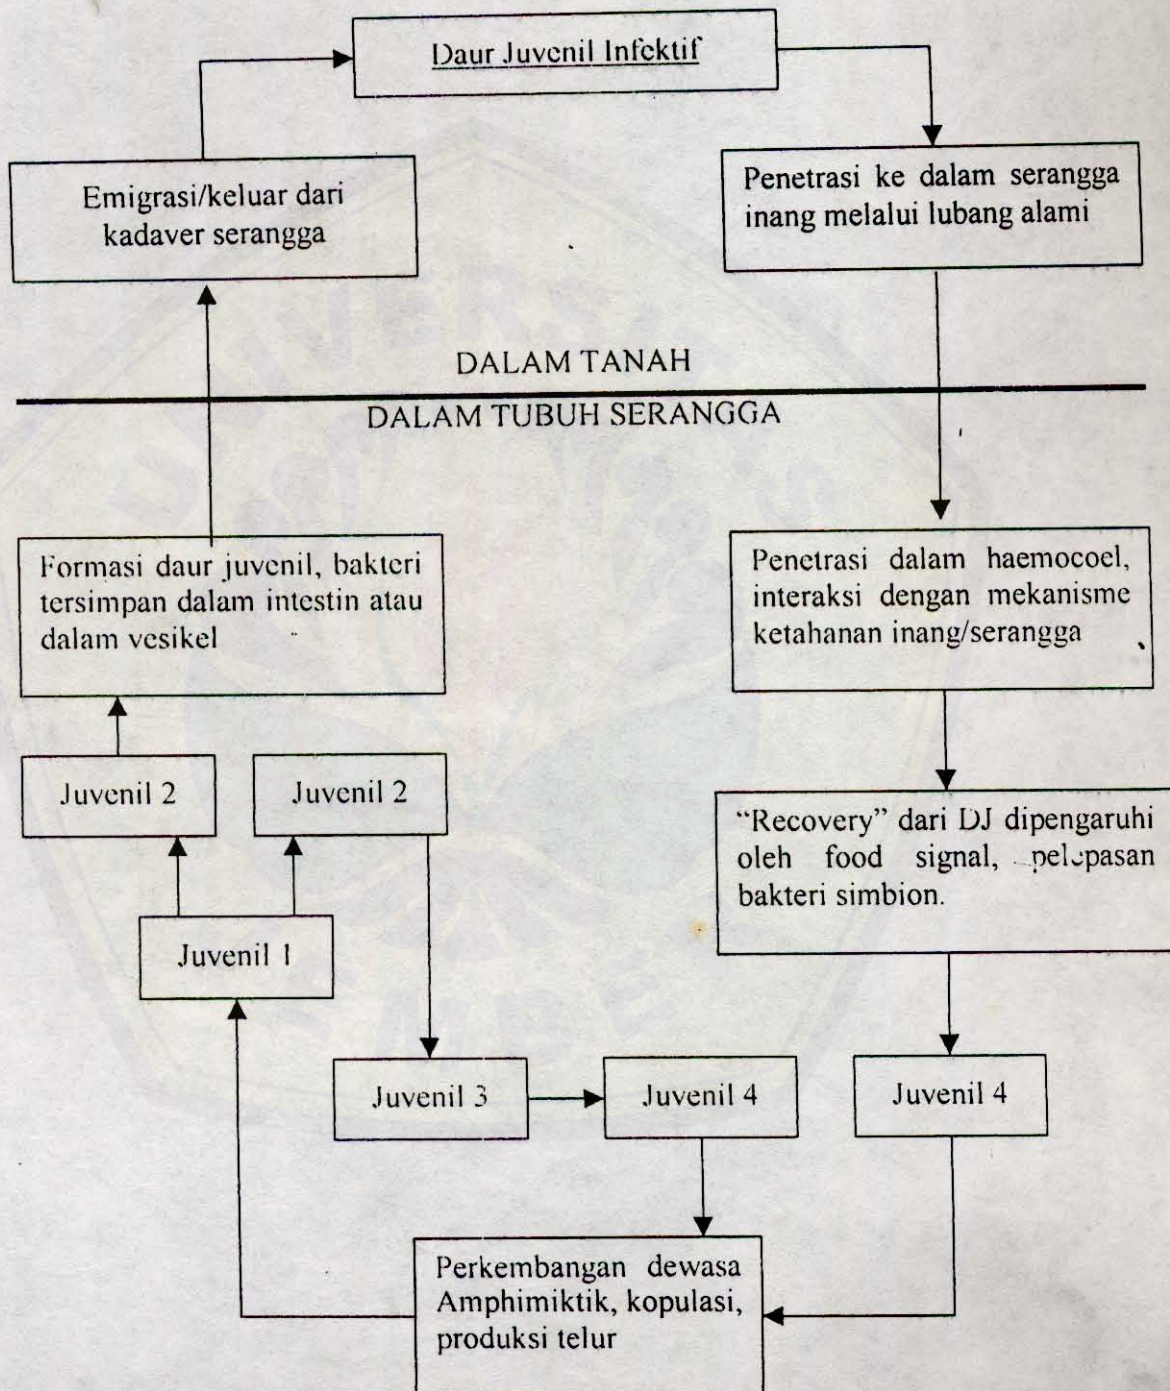 Daur Juvenil Infektif
Emigrasi/keluar dari
kadaver serangga
Penetrasi ke dalam serangga
inang melalui lubang alami
DALAM TANAH
DALAM TUBUH SERANGGA
Formasi daur juvenil, bakteri
tersimpan dalam intestin atau
dalam vesikel
Penetrasi dalam haemocoel,
interaksi dengan mekanisme
ketahanan inang/serangga
Juvenil 2
Juvenil 2
"Recovery" dari DJ dipengaruhi
oleh food signal, pelepasan
bakteri simbion.
Juvenil 1
Juvenil 3
Juvenil 4
Juvenil 4
Perkembangan dewasa
Amphimiktik, kopulasi,
produksi telur